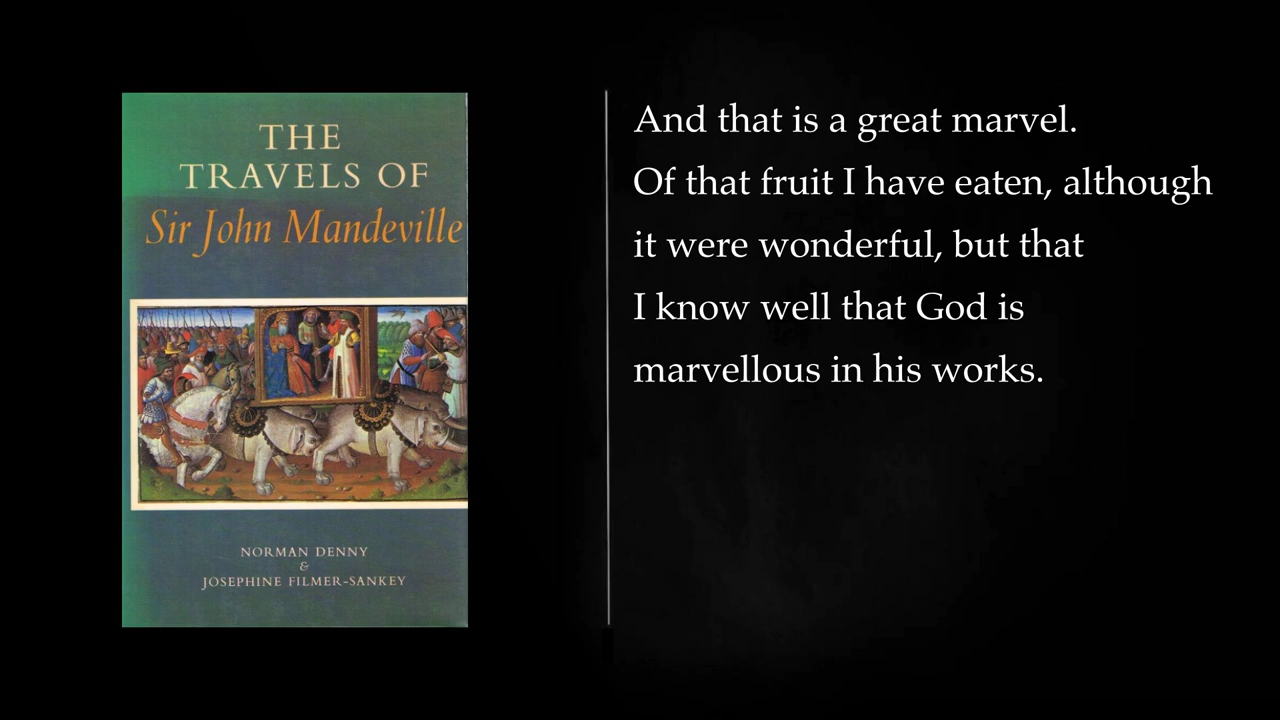 THE
TRAVELS OF
Sir John Mandeville
NORMAN DENNY
&
JOSEPHINE FILMER-SANKEY
And that is a great marvel.
Of that fruit I have eaten, although
it were wonderful, but that
I know well that God is
marvellous in his works.